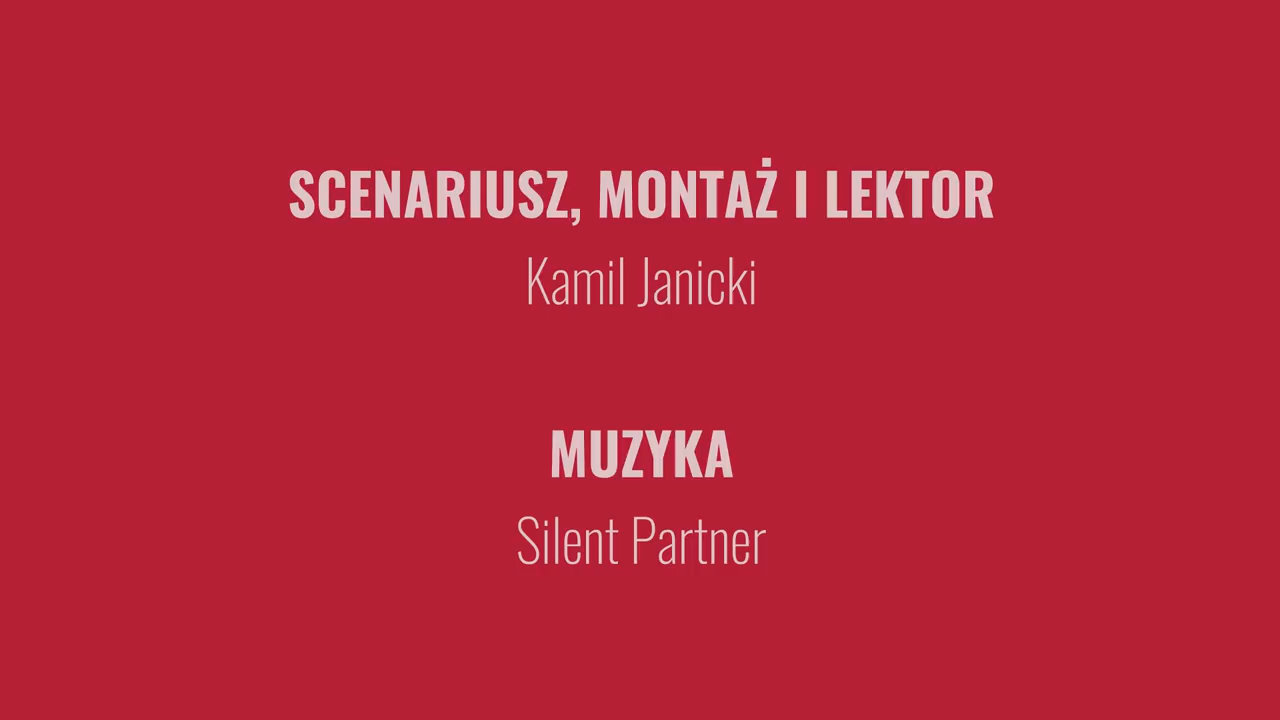 SCENARIUSZ, MONTAŻ I LEKTOR
Kamil Janicki
MUZYKA
Silent Partner